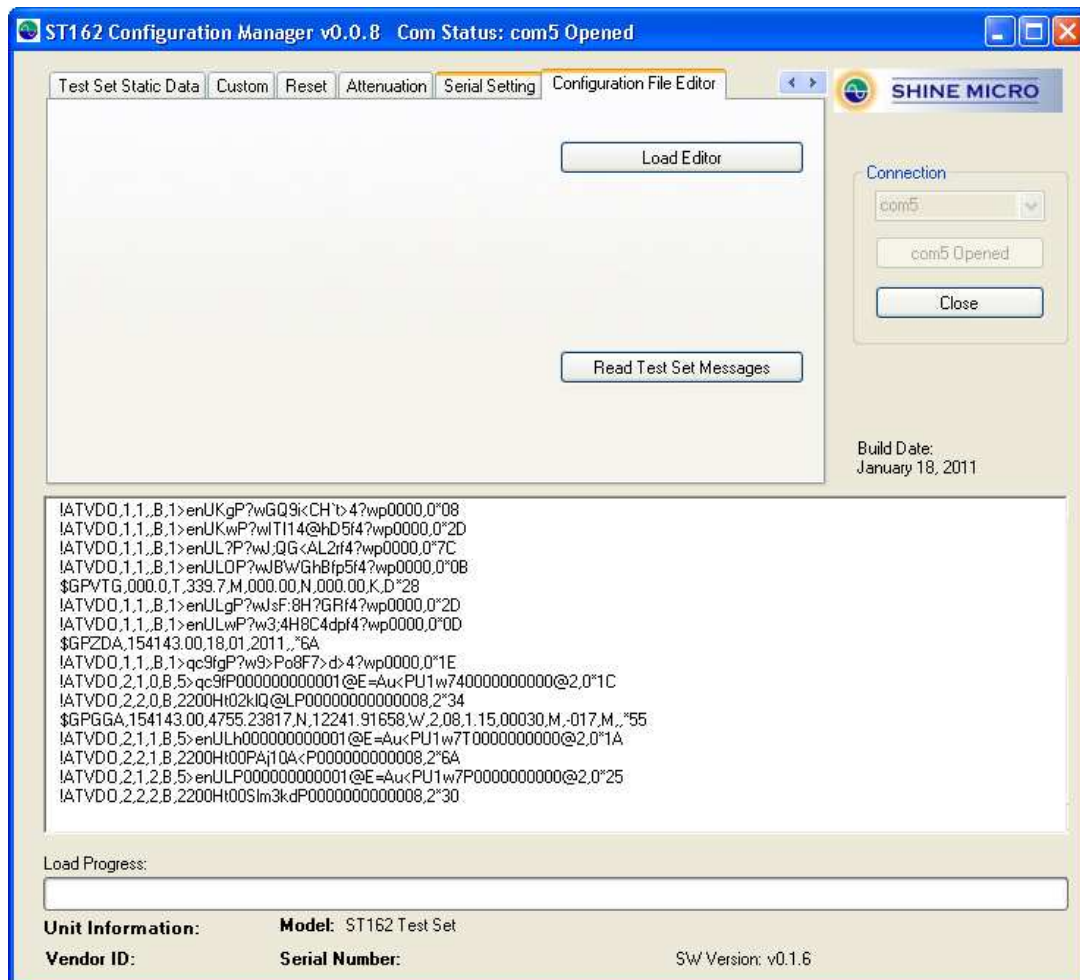 ST162 Configuration Manager v0.0.8 Com Status: com5 Opened
Test Set Static Data Custom Reset Attenuation Serial Setting Configuration File Editor
SHINE MICRO
Load Editor
Connection
com5
com5 Opened
Close
Read Test Set Messages
Build Date:
January 18, 2011
!ATVDO,1,1,,B,1>enUKgP?wGQ9i<CH`t>4?wp0000,0*08
!ATVDO,1,1,,B,1>enUKwP?wITI14@hD5f4?wp0000,0*2D
!ATVDO,1,1,,B,1>enUL?P?wJ;QG<AL2rf4?wp0000,0*7C
!ATVDO,1,1,,B,1>enULOP?wJBWGhBfp5f4?wp0000,0*0B
$GPVTG,000.0,T,339.7,M,000.00,N,000.00,K,D*28
!ATVDO,1,1,,B,1>enULgP?wJsF:8H?GRf4?wp0000,0*2D
!ATVDO,1,1,,B,1>enULwP?w3;4H8C4dpf4?wp0000,0*0D
$GPZDA,154143.00,18,01,2011,,*6A
!ATVDO,1,1,,B,1>qc9fgP?w9>Po8F7>d>4?wp0000,0*1E
!ATVDO,2,1,0,B,5>qc9fP000000000001@E=Au<PU1w740000000000@2,0*1C
!ATVDO,2,2,0,B,2200Ht02kIQ@LP00000000000008,2*34
$GPGGA,154143.00,4755.23817,N,12241.91658,W,2,08,1.15,00030,M,-017,M,,*55
!ATVDO,2,1,1,B,5>enULh000000000001@E=Au<PU1w7T0000000000@2,0*1A
!ATVDO,2,2,1,B,2200Ht00PAj10A<P000000000008,2*6A
!ATVDO,2,1,2,B,5>enULP000000000001@E=Au<PU1w7P0000000000@2,0*25
!ATVDO,2,2,2,B,2200Ht00Slm3kdP0000000000008,2*30
Load Progress:
Unit Information: Model: ST162 Test Set
Vendor ID: Serial Number: SW Version: v0.1.6